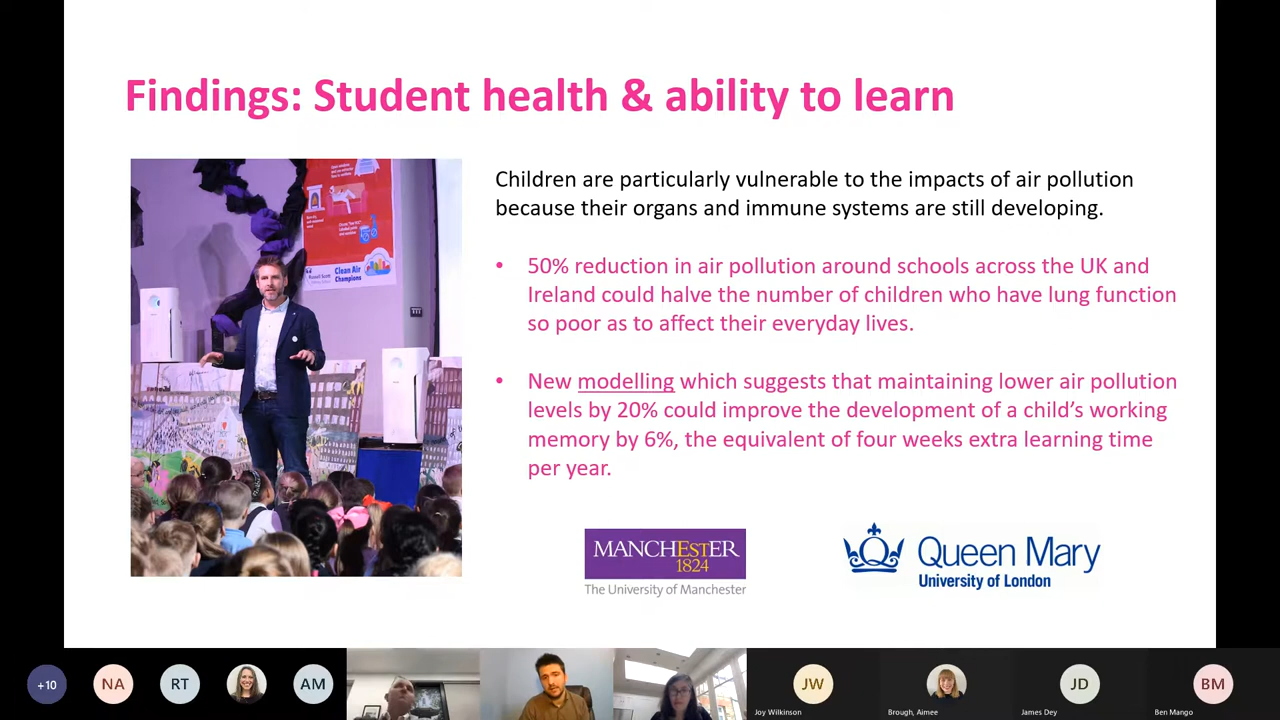 Findings: Student health & ability to learn
Children are particularly vulnerable to the impacts of air pollution
because their organs and immune systems are still developing.
• 50% reduction in air pollution around schools across the UK and
Ireland could halve the number of children who have lung function
so poor as to affect their everyday lives.
• New modelling which suggests that maintaining lower air pollution
levels by 20% could improve the development of a child's working
memory by 6%, the equivalent of four weeks extra learning time
per year.
Clean Air
Champions
MANCHESTER
1824
The University of Manchester
Queen Mary
University of London
+10
NA
RT
AM
JW
JD
BM
Joy Wilkinson
Brough, Aimee
James Dey
Ben Mango